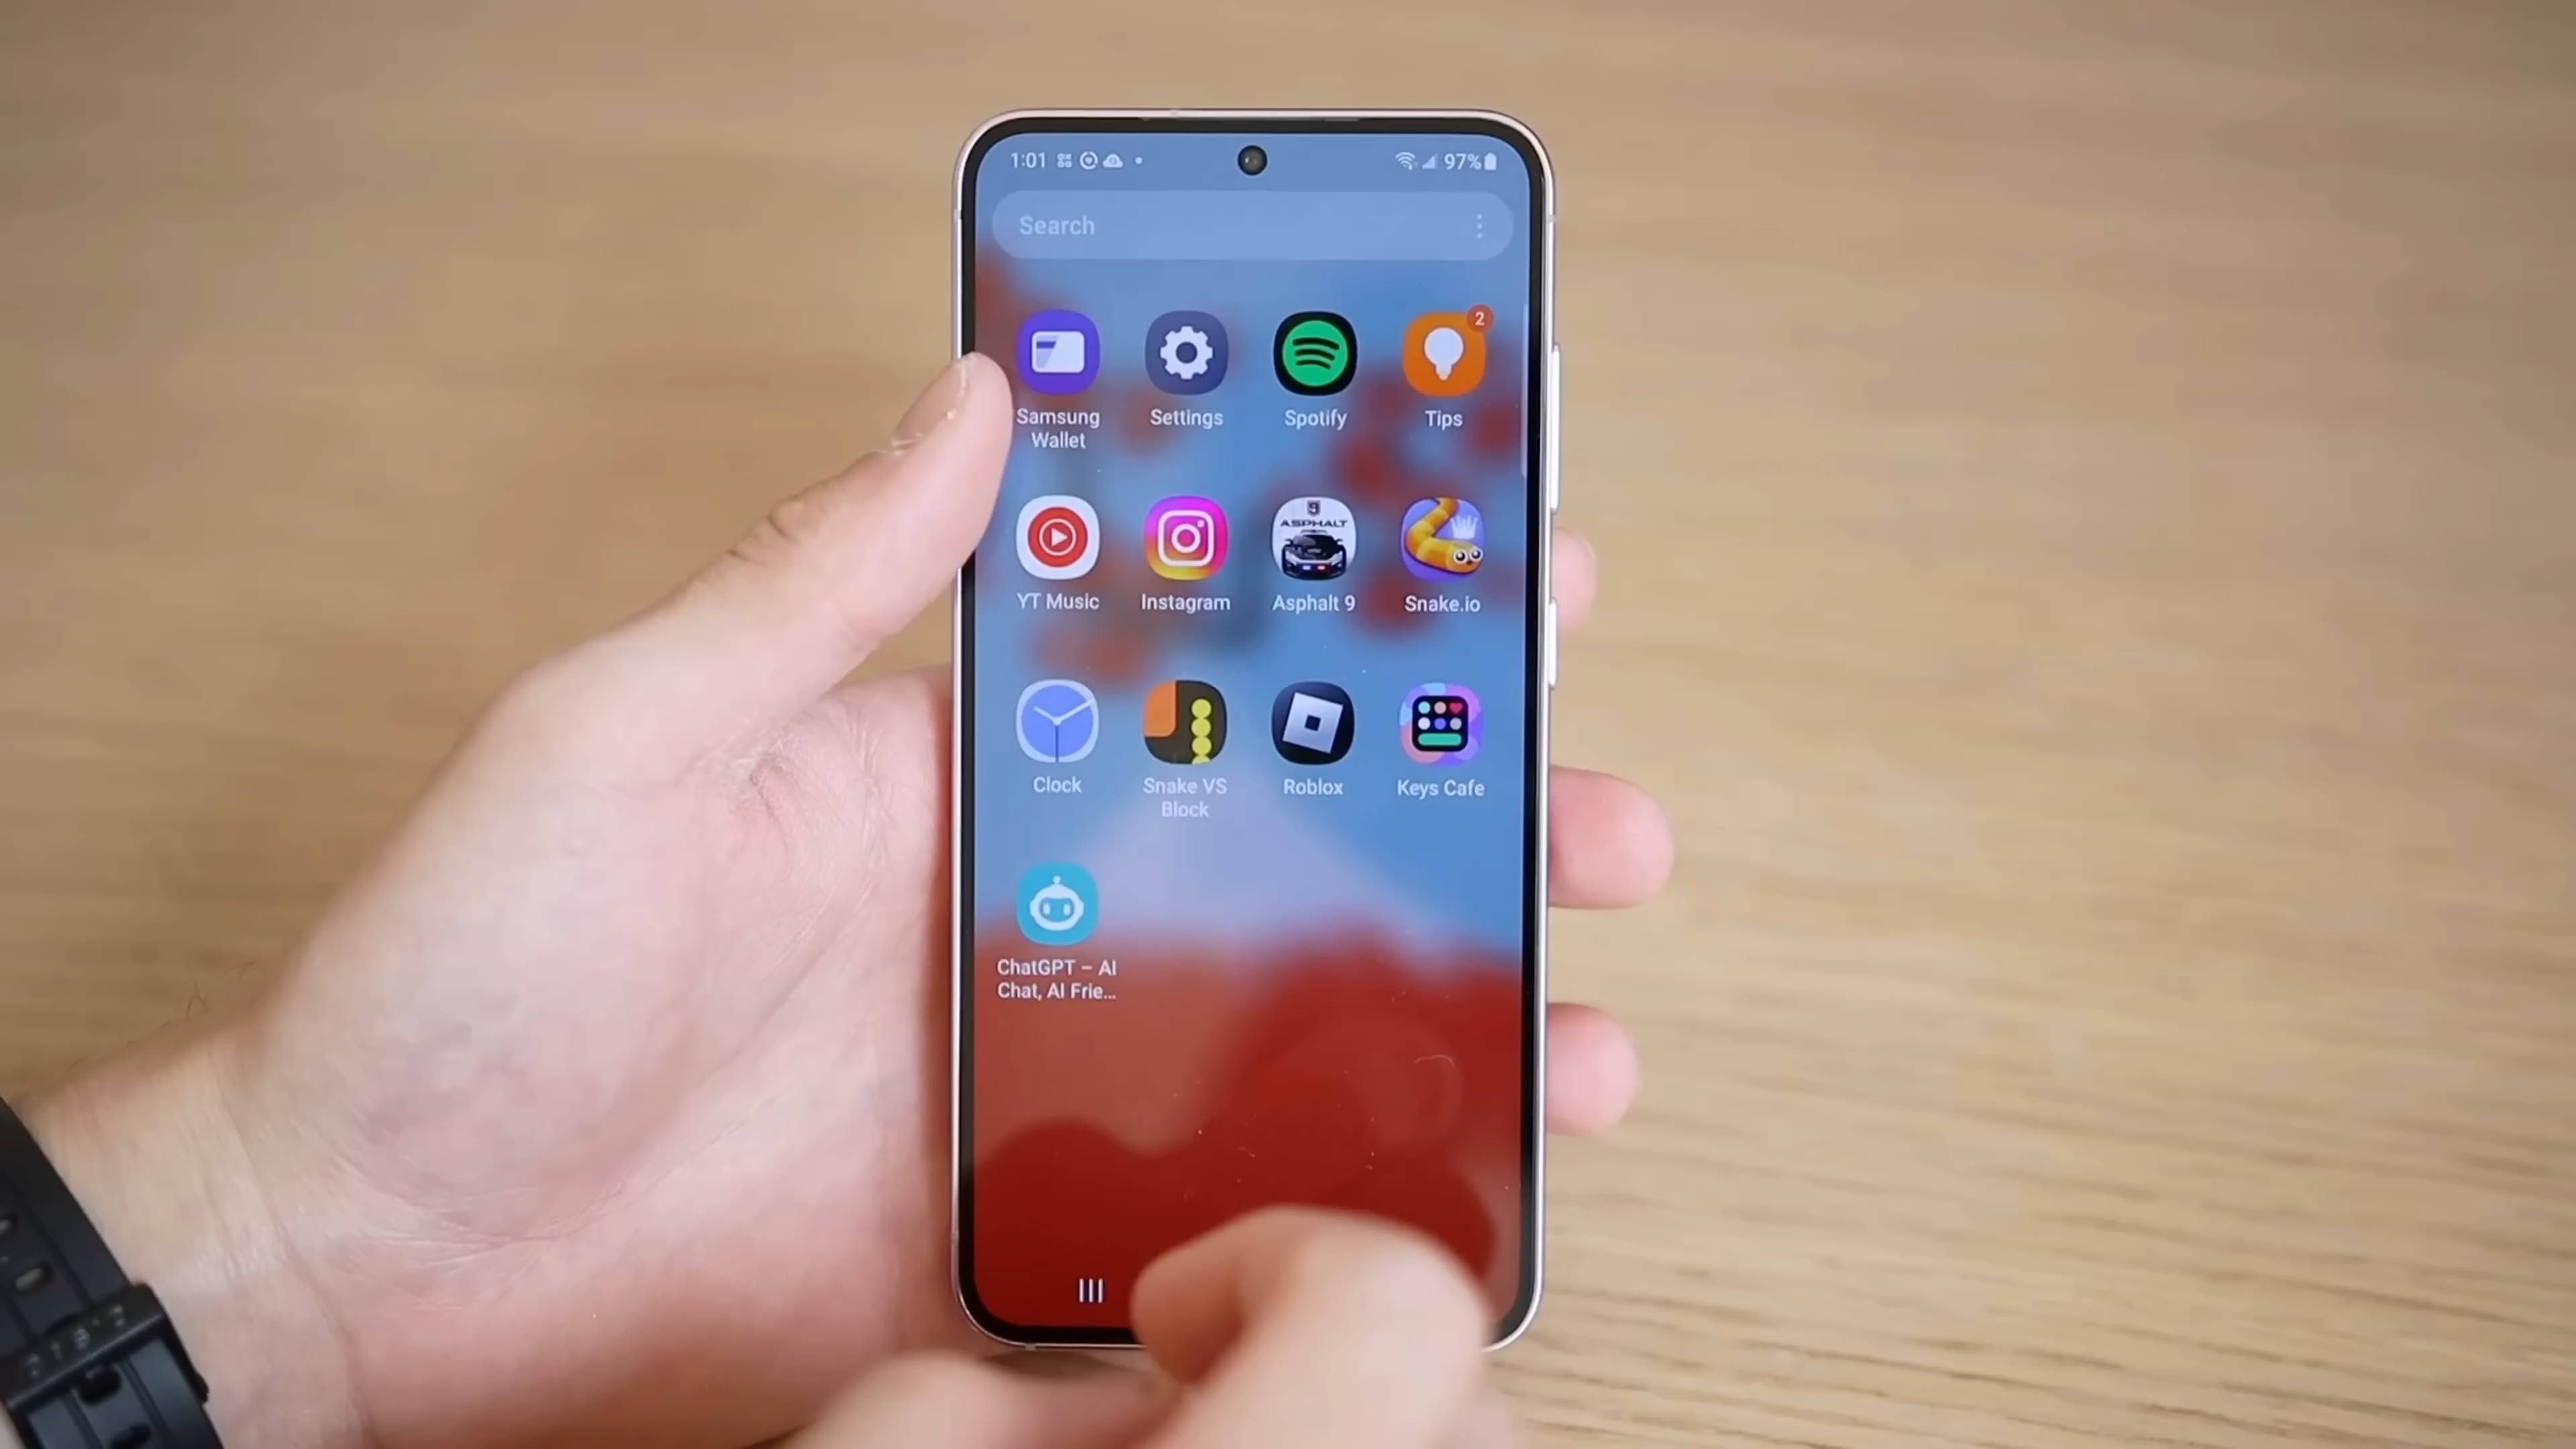 1:01
97%
Search
2
Samsung
Wallet
Settings
Spotify
Tips
9
ASPHALT
YT Music
Instagram
Asphalt 9
Snake.io
Clock
Snake VS
Block
Roblox
Keys Cafe
ChatGPT – AI
Chat, AI Frie...